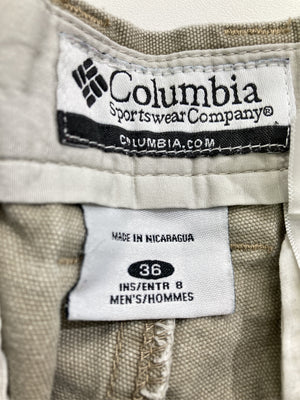 Columbia
Sportswear Company®
COLUMBIA.COM
MADE IN NICARAGUA
36
INS/ENTR 8
MEN'S/HOMMES